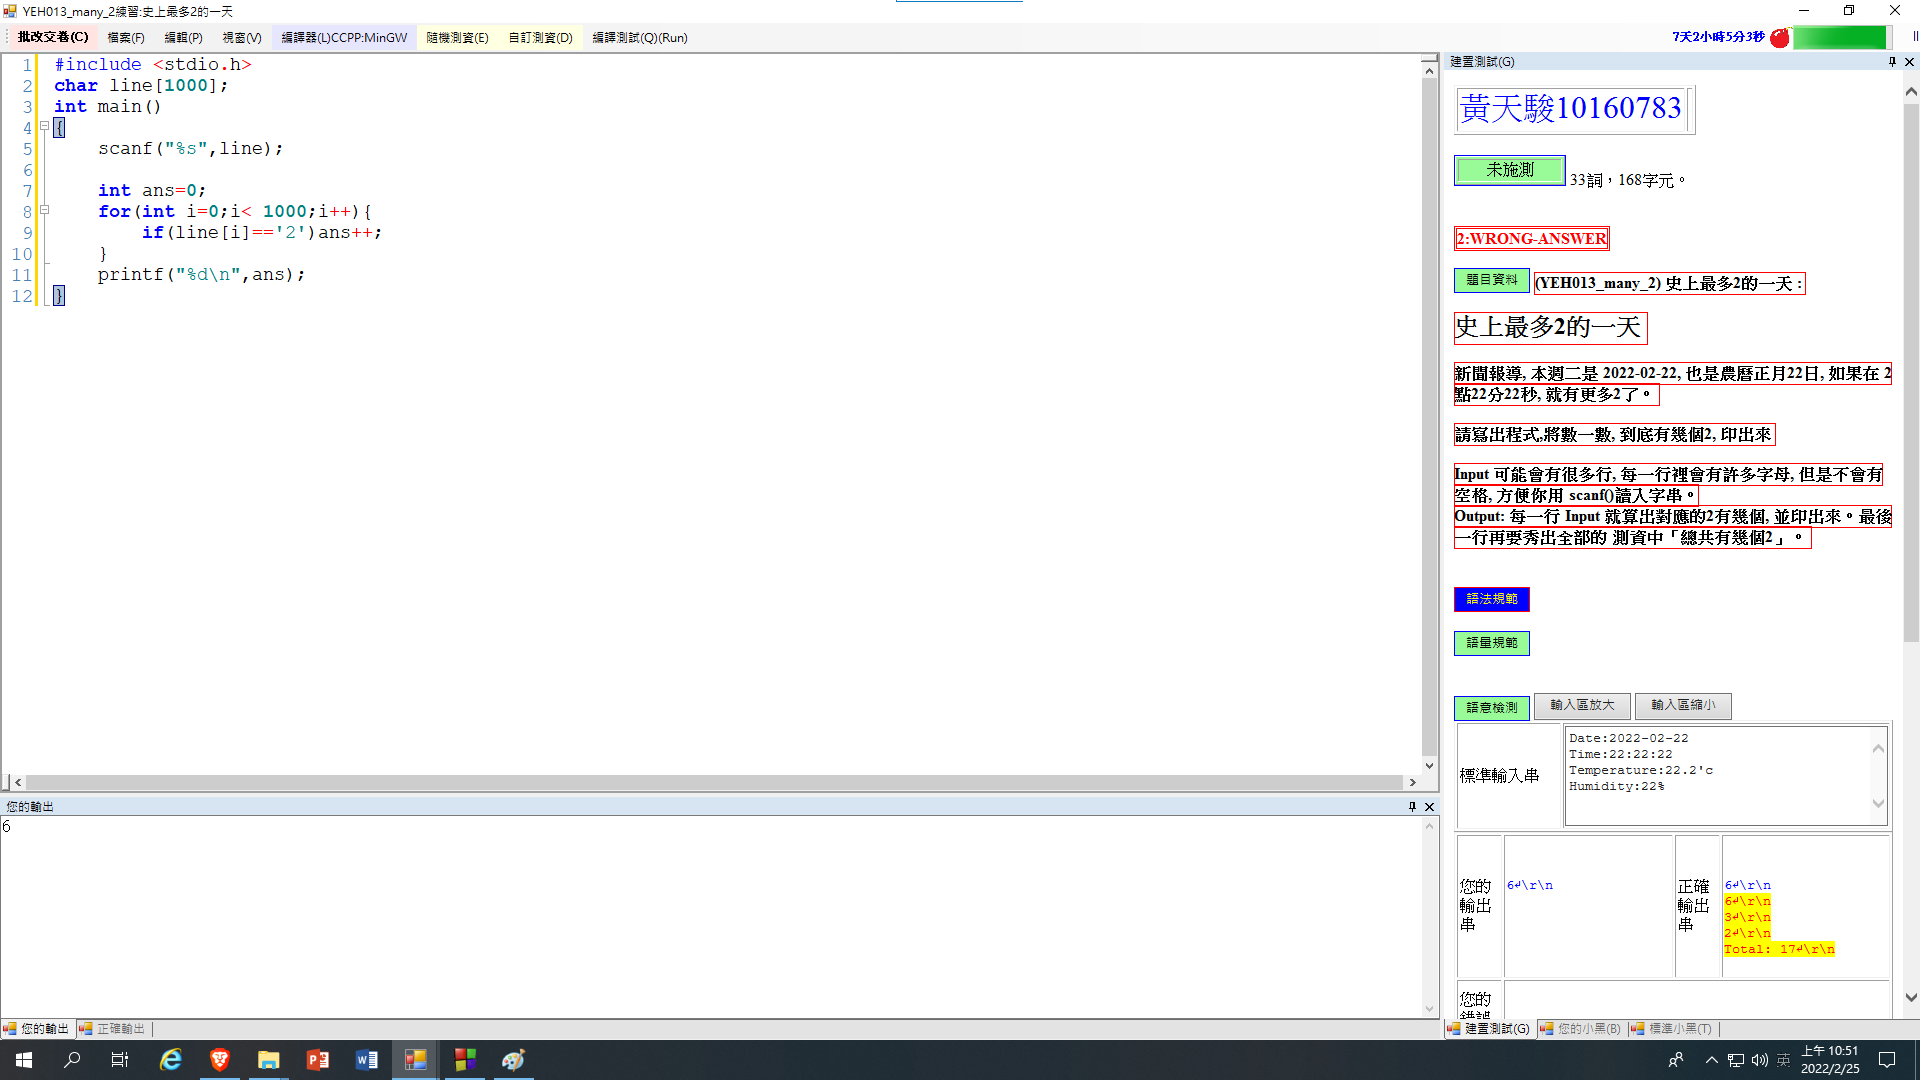 YEH013_many_2練習:史上最多2的一天
批改交卷(C) 檔案(F) 編輯(P) 視窗(V) 編譯器(L)CCPP:MinGW 隨機測資(E) 自訂測資(D) 編譯測試(Q)(Run)
7天2小時5分3秒
1 #include <stdio.h>
2 char line[1000];
3 int main()
4 {
5 scanf("%s",line);
6
7 int ans=0;
8 for(int i=0;i< 1000;i++){
9 if(line[i]=='2')ans++;
10 }
11 printf("%d\n",ans);
12 }
您的輸出
6
您的輸出 正確輸出
建置測試(G)
黃天駿10160783
未施測 33詞，168字元。
2:WRONG-ANSWER
題目資料 (YEH013_many_2) 史上最多2的一天 :
史上最多2的一天
新聞報導, 本週二是 2022-02-22, 也是農曆正月22日, 如果在 2
點22分22秒, 就有更多2了。
請寫出程式,將數一數, 到底有幾個2, 印出來
Input 可能會有很多行, 每一行裡會有許多字母, 但是不會有
空格, 方便你用 scanf()讀入字串。
Output: 每一行 Input 就算出對應的2有幾個, 並印出來。最後
一行再要秀出全部的 測資中「總共有幾個2」。
語法規範
語量規範
語意檢測 輸入區放大 輸入區縮小
標準輸入串
Date:2022-02-22
Time:22:22:22
Temperature:22.2'c
Humidity:22%
您的輸出串
6↲\r\n
正確輸出串
6↲\r\n
6↲\r\n
3↲\r\n
2↲\r\n
Total: 17↲\r\n
您的
建置測試(G) 您的小黑(B) 標準小黑(T)
英
上午 10:51
2022/2/25